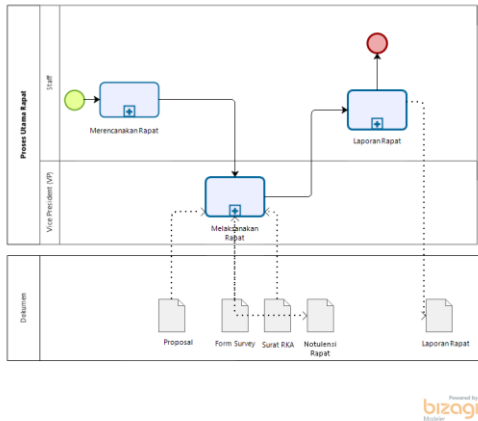 Proses Utama Rapat
Staff
Merencanakan Rapat
Laporan Rapat
Vice President (VP)
Melaksanakan
Rapat
Dokumen
Proposal
Form Survey
Surat RKA
Notulensi
Rapat
Laporan Rapat
Powered by
bizagi
Modeler